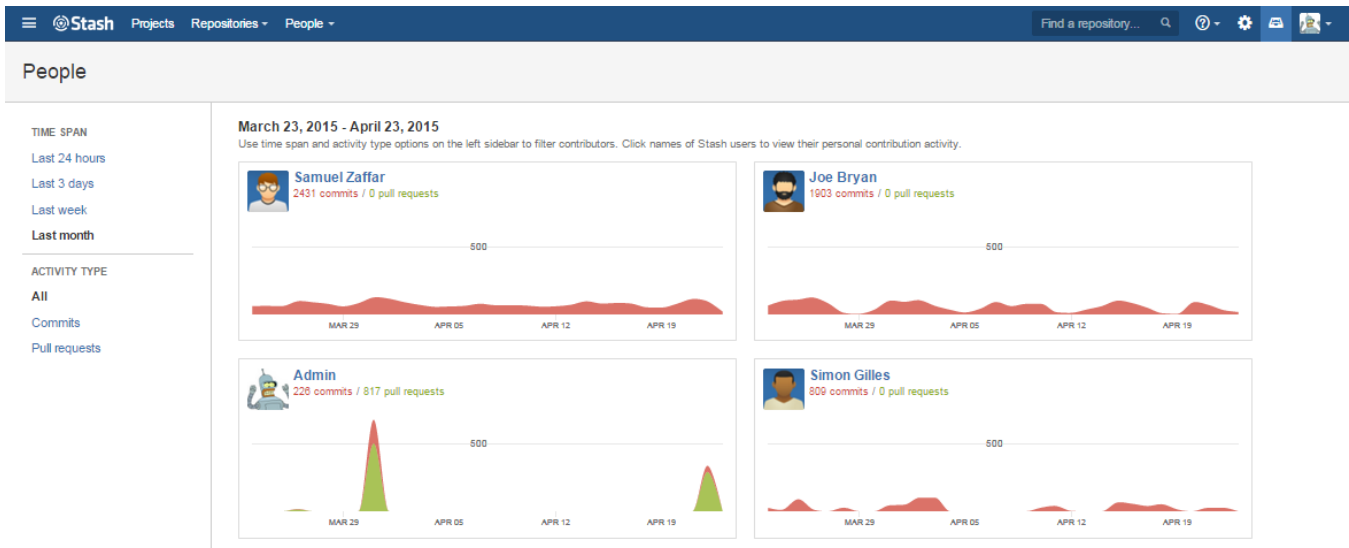 Stash Projects Repositories People Find a repository...
People
TIME SPAN
Last 24 hours
Last 3 days
Last week
Last month
ACTIVITY TYPE
All
Commits
Pull requests
March 23, 2015 - April 23, 2015
Use time span and activity type options on the left sidebar to filter contributors. Click names of Stash users to view their personal contribution activity.
Samuel Zaffar
2431 commits / 0 pull requests
500
MAR 29 APR 05 APR 12 APR 19
Joe Bryan
1903 commits / 0 pull requests
500
MAR 29 APR 05 APR 12 APR 19
Admin
226 commits / 817 pull requests
500
MAR 29 APR 05 APR 12 APR 19
Simon Gilles
809 commits / 0 pull requests
500
MAR 29 APR 05 APR 12 APR 19